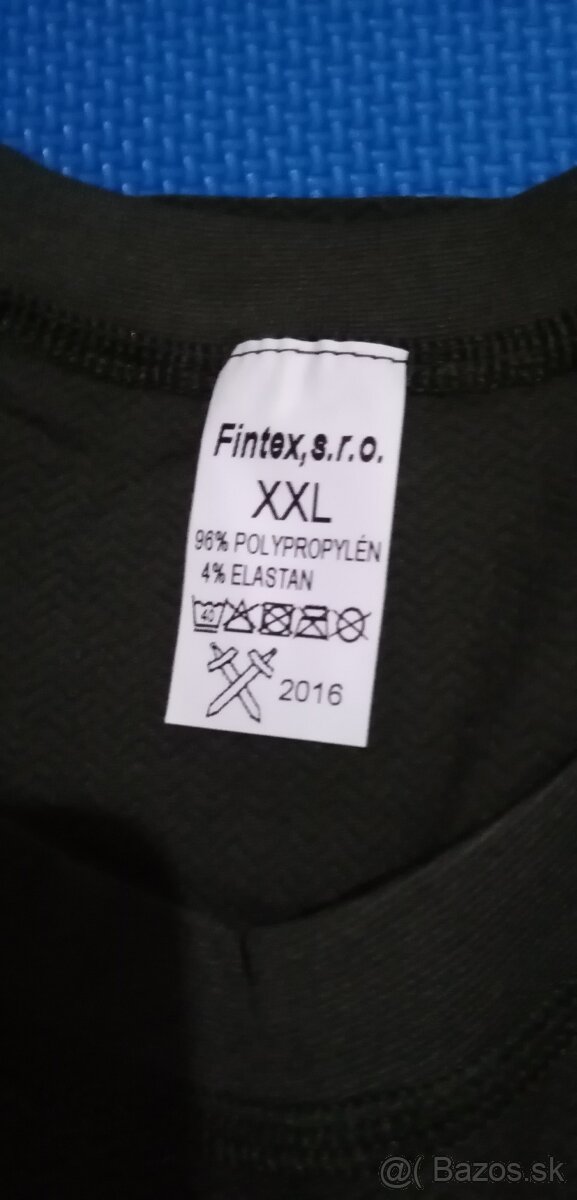 Fintex,s.r.o.
XXL
96% POLYPROPYLÉN
4% ELASTAN
40
2016
@( Bazos.sk